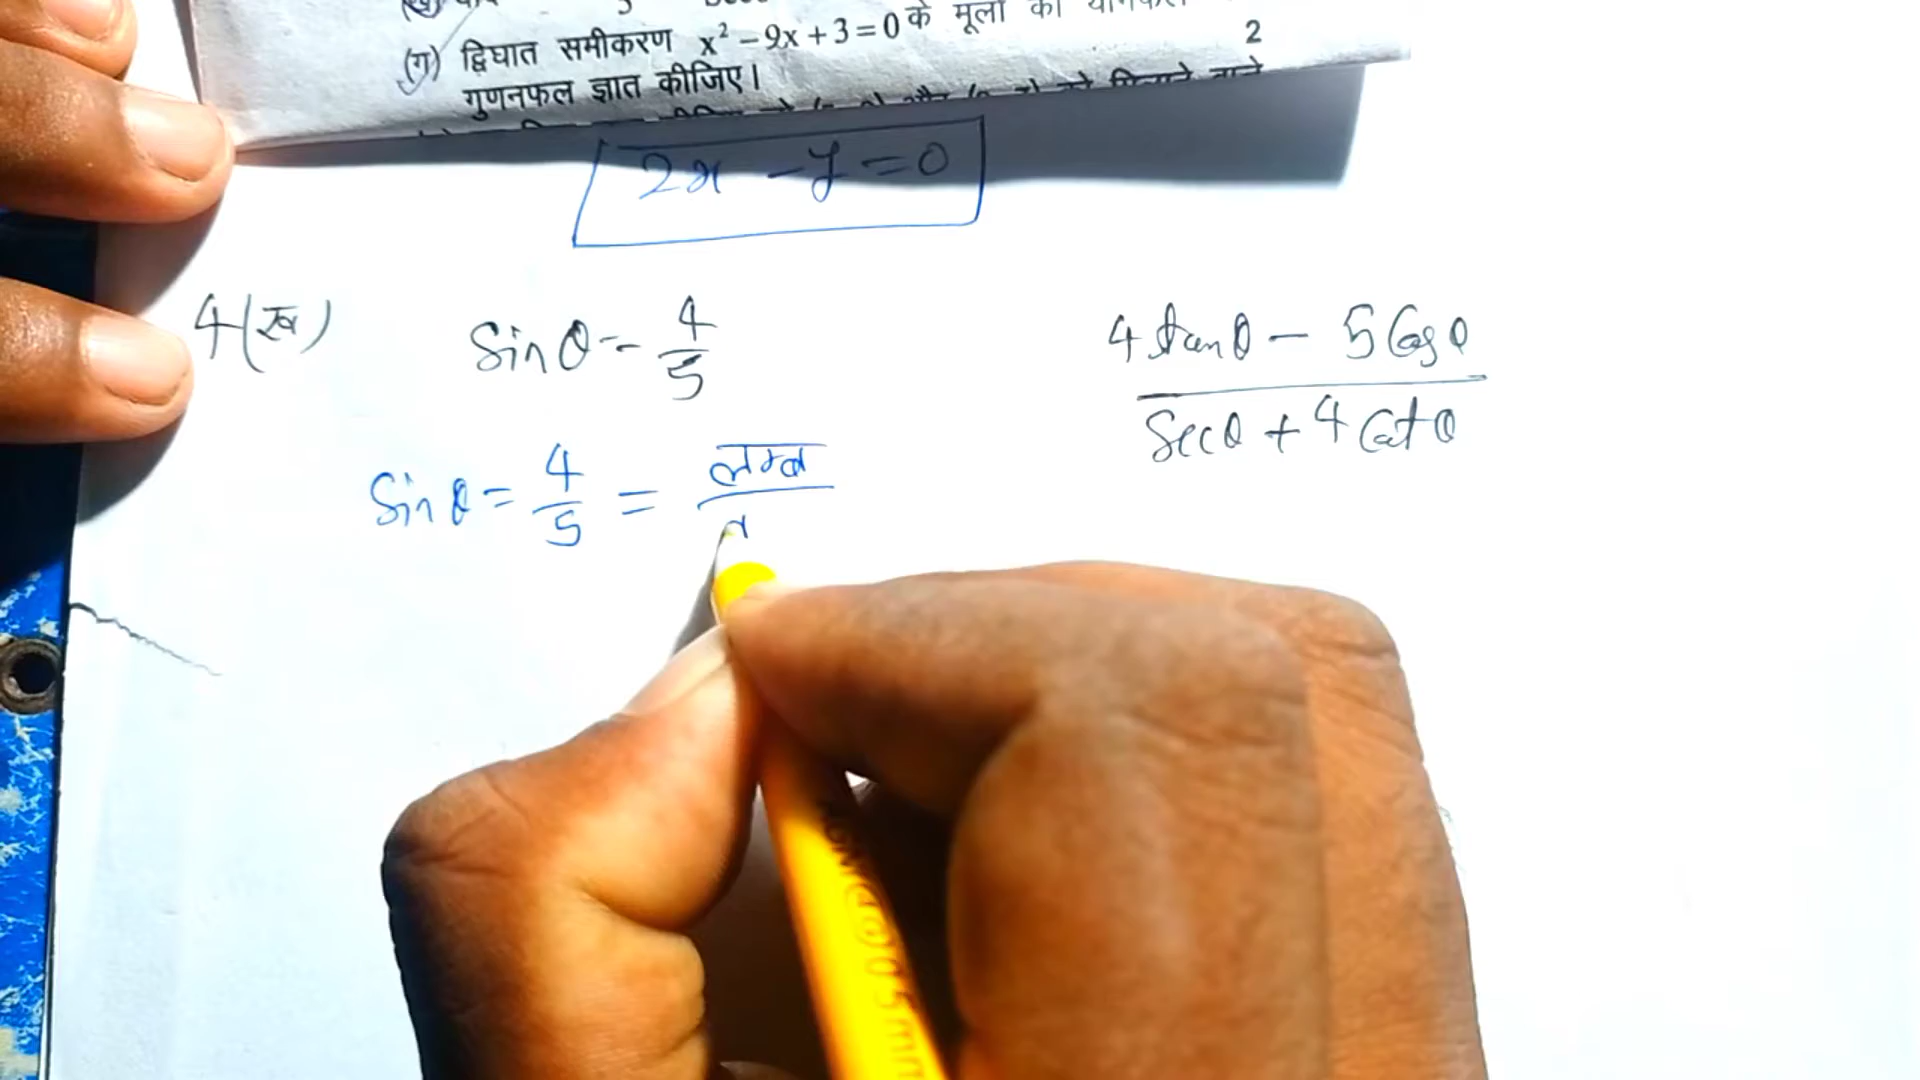 (ग) द्विघात समीकरण x² – 9x + 3 = 0 के मूलों का
2
गुणनफल ज्ञात कीजिए।
2x - y = 0
4(ख) Sin θ = 4/5
4 tan θ - 5 Cos θ / Sec θ + 4 Cot θ
Sin θ = 4/5 = लम्ब